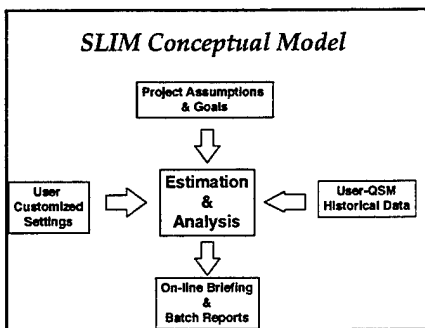 SLIM Conceptual Model
Project Assumptions
& Goals
User
Customized
Settings
Estimation
&
Analysis
User-QSM
Historical Data
On-line Briefing
&
Batch Reports